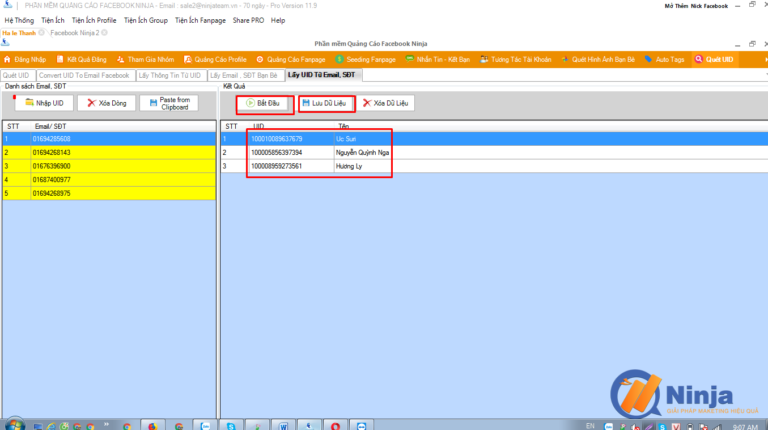 PHẦN MỀM QUẢNG CÁO FACEBOOK NINJA - Email : sale2@ninjateam.vn - 70 ngày - Pro Version 11.9
Mở Thêm Nick Facebook
Hệ Thống Tiện Ích Tiện Ích Profile Tiện Ích Group Tiện Ích Fanpage Share PRO Help
Ha Ie Thanh Facebook Ninja 2
Phần mềm Quảng Cáo Facebook Ninja
Đăng Nhập Kết Quả Đăng Tham Gia Nhóm Quảng Cáo Profile Quảng Cáo Fanpage Seeding Fanpage Nhắn Tin - Kết Bạn Tương Tác Tài Khoản Quét Hình Ảnh Bạn Bè Auto Tags Quét UID
Quét UID Convert UID To Email Facebook Lấy Thông Tin Từ UID Lấy Email , SĐT Bạn Bè Lấy UID Từ Email, SĐT
Danh sách Email, SĐT
Kết Quả
Nhập UID Xóa Dòng Paste from Clipboard
Bắt Đầu Lưu Dữ Liệu Xóa Dữ Liệu
STT Email/ SĐT
1 01694285608
2 01694268143
3 01676396900
4 01687400977
5 01694268975
STT UID Tên
1 100010089637679 Uc Suri
2 100005856397394 Nguyễn Quỳnh Nga
3 100008959273561 Hương Ly
Ninja
GIẢI PHÁP MARKETING HIỆU QUẢ
EN
9:07 AM